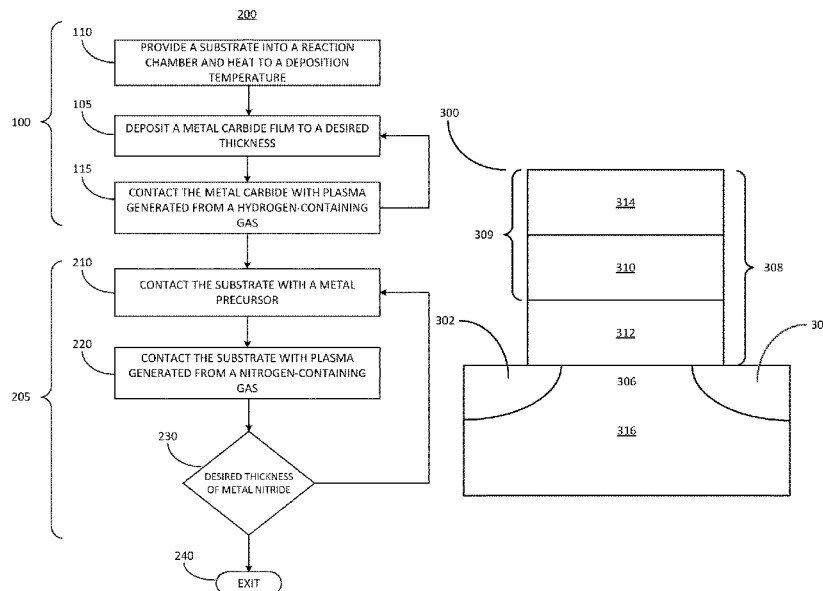 200
110
PROVIDE A SUBSTRATE INTO A REACTION
CHAMBER AND HEAT TO A DEPOSITION
TEMPERATURE
105
DEPOSIT A METAL CARBIDE FILM TO A DESIRED
THICKNESS
100
115
CONTACT THE METAL CARBIDE WITH PLASMA
GENERATED FROM A HYDROGEN-CONTAINING
GAS
210
CONTACT THE SUBSTRATE WITH A METAL
PRECURSOR
220
CONTACT THE SUBSTRATE WITH PLASMA
GENERATED FROM A NITROGEN-CONTAINING
GAS
205
230
DESIRED THICKNESS
OF METAL NITRIDE
240
EXIT
300
314
309
310
308
302
312
30
306
316